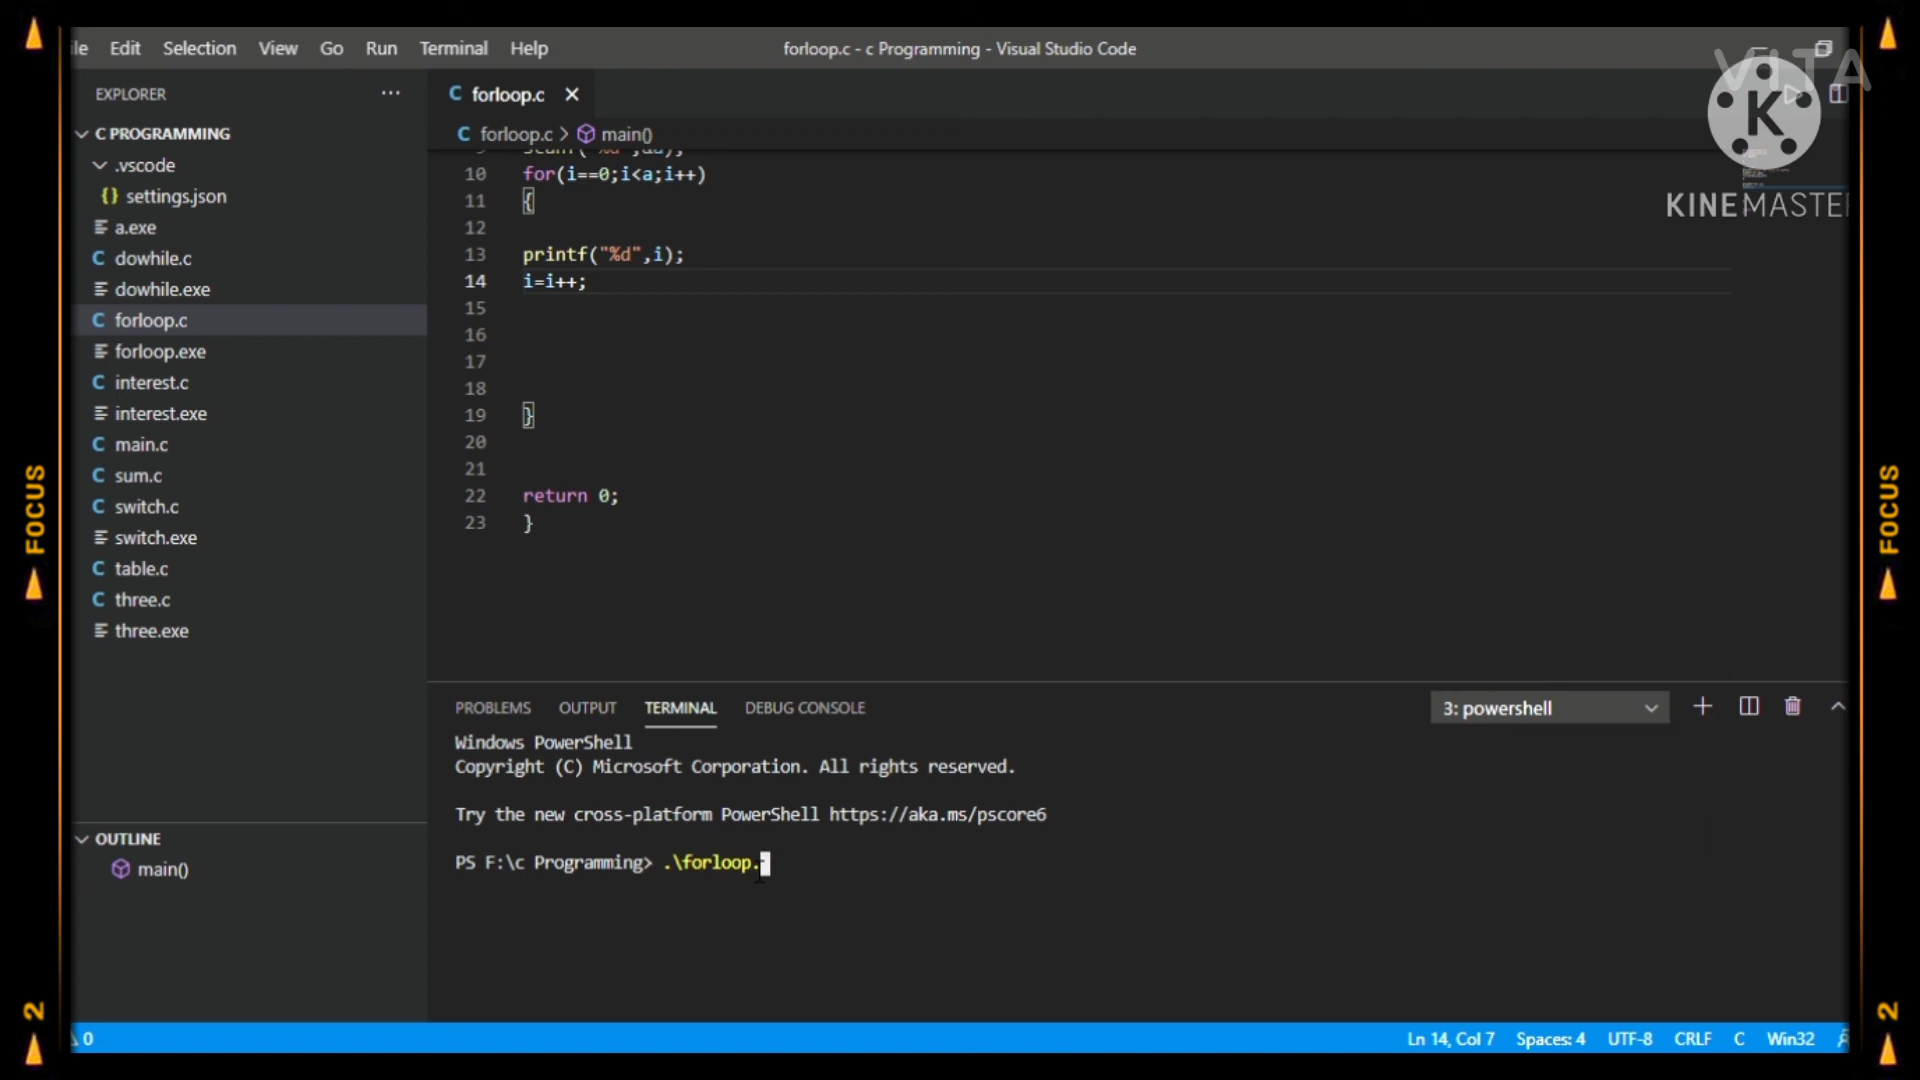 ile Edit Selection View Go Run Terminal Help
forloop.c - c Programming - Visual Studio Code
VITA
K
KINEMASTER
EXPLORER
C PROGRAMMING
.vscode
settings.json
a.exe
dowhile.c
dowhile.exe
forloop.c
forloop.exe
interest.c
interest.exe
main.c
sum.c
switch.c
switch.exe
table.c
three.c
three.exe
OUTLINE
main()
forloop.c
forloop.c > main()
10 for(i==0;i<a;i++)
11 {
12
13 printf("%d",i);
14 i=i++;
15
16
17
18
19 }
20
21
22 return 0;
23 }
PROBLEMS OUTPUT TERMINAL DEBUG CONSOLE
3: powershell
Windows PowerShell
Copyright (C) Microsoft Corporation. All rights reserved.
Try the new cross-platform PowerShell https://aka.ms/pscore6
PS F:\c Programming> .\forloop.
0
Ln 14, Col 7 Spaces: 4 UTF-8 CRLF C Win32
FOCUS
2
FOCUS
2